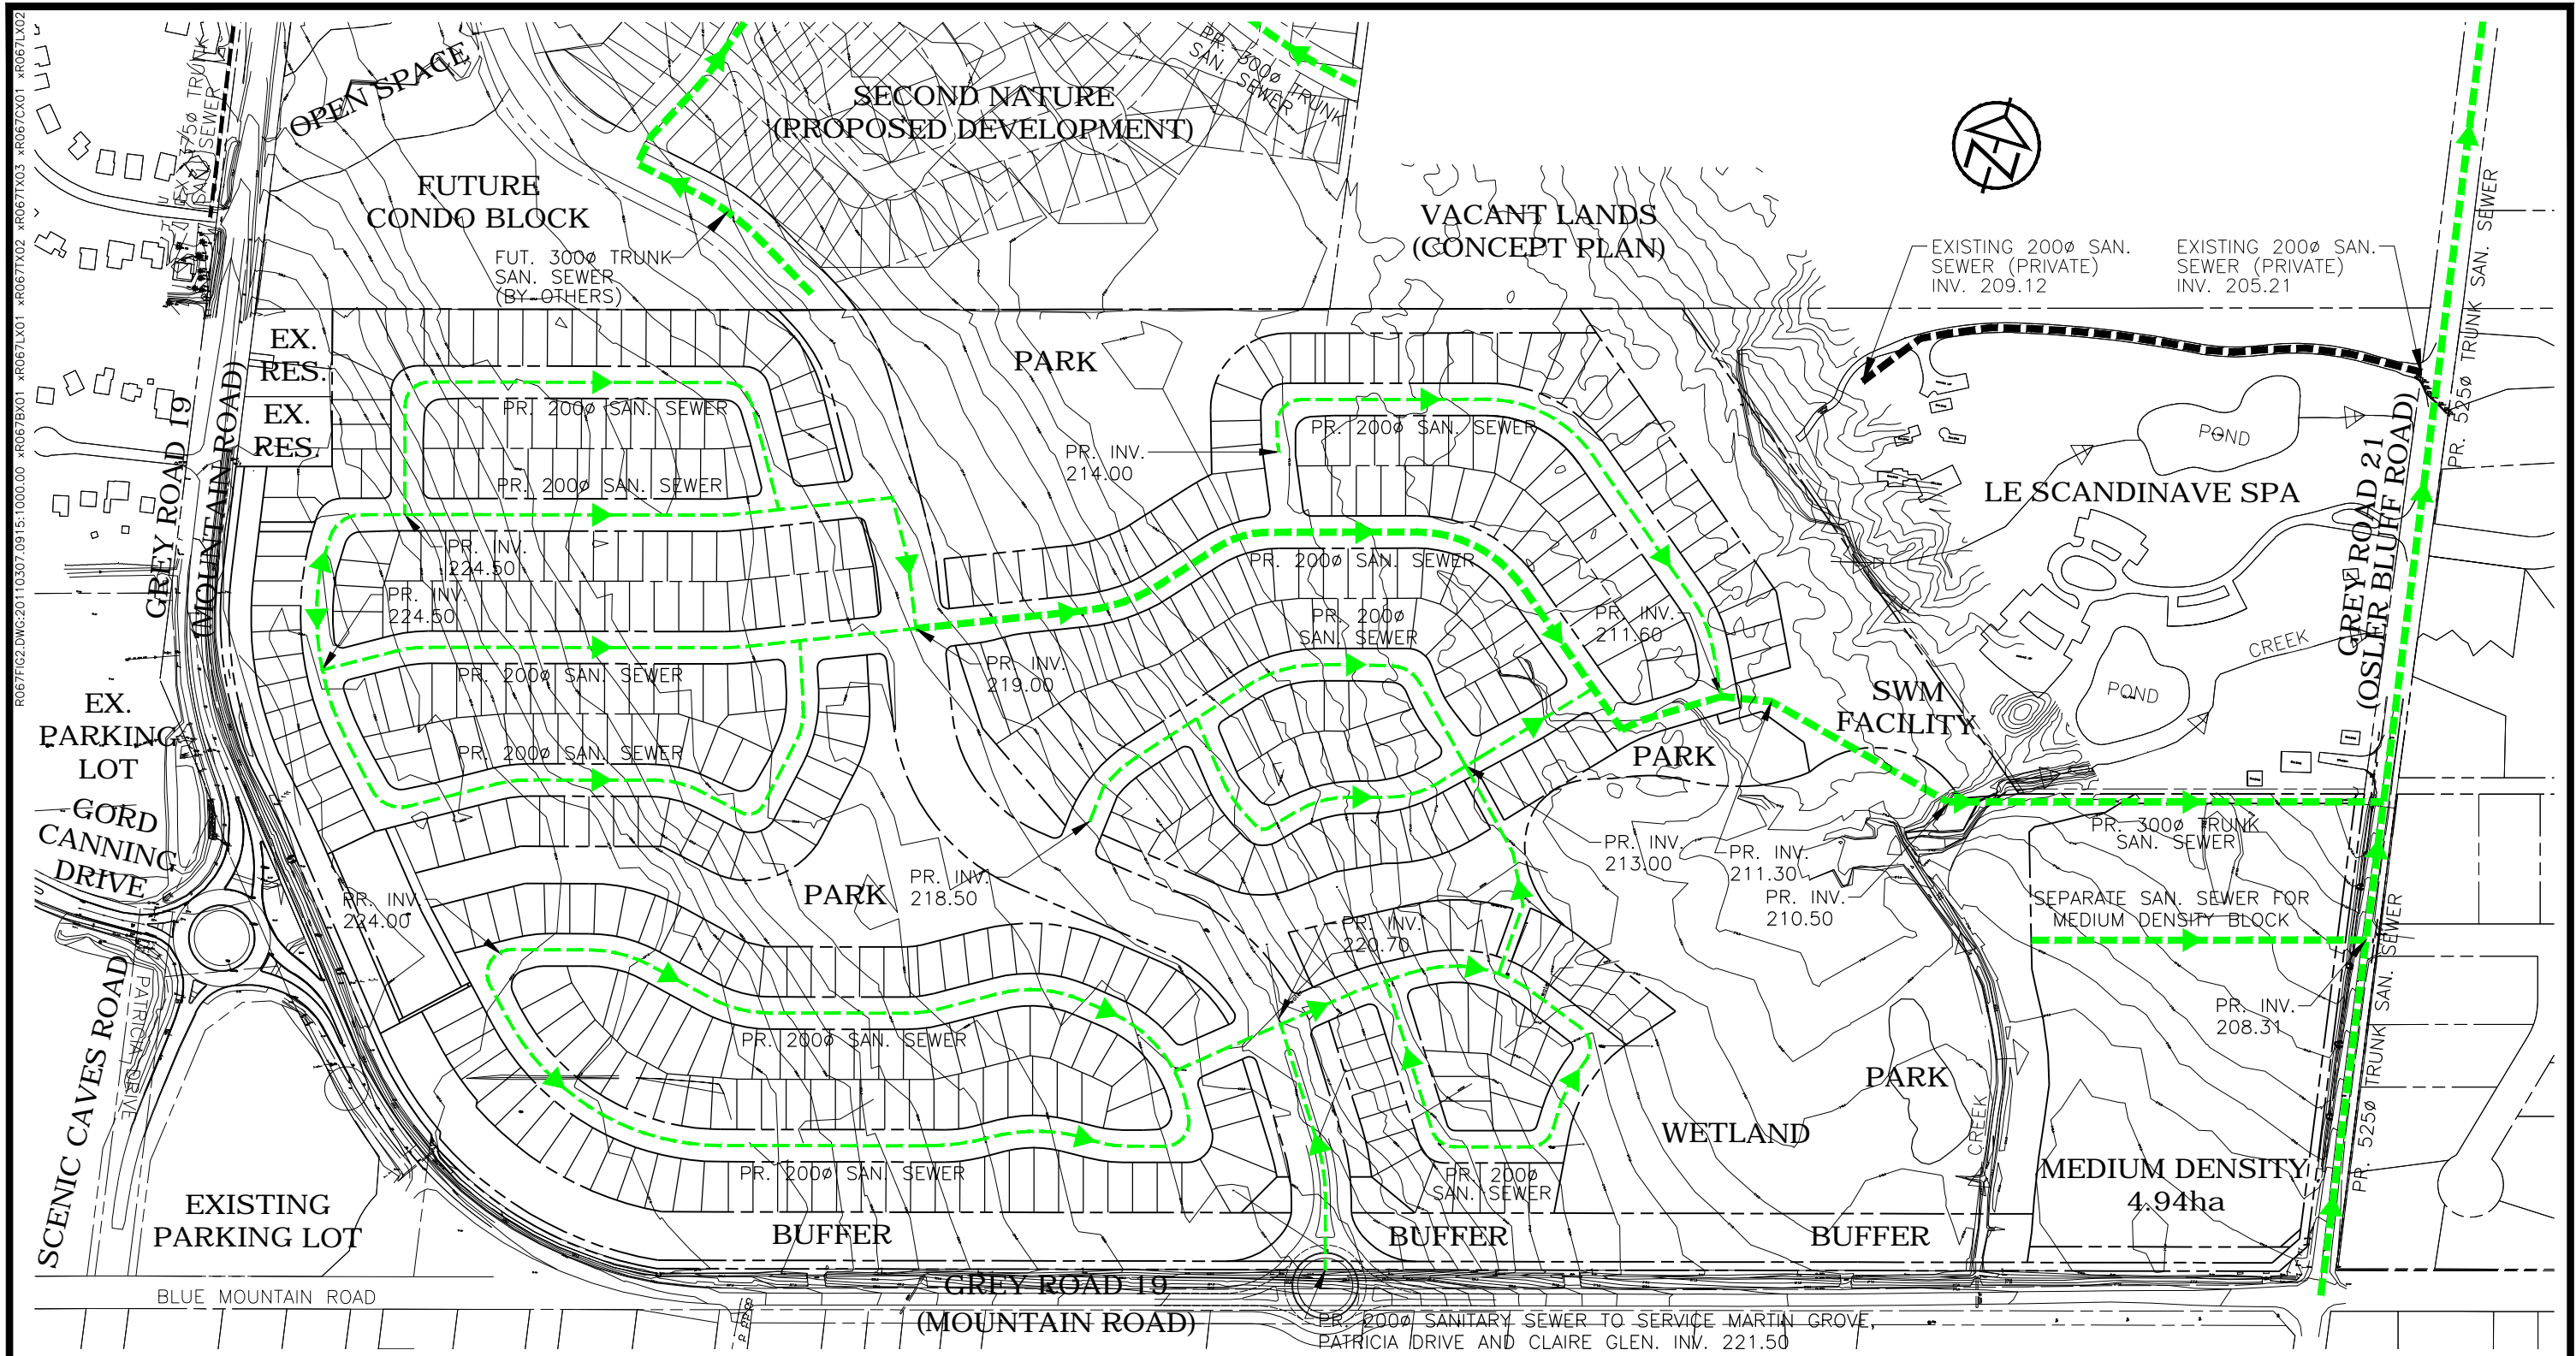 R067FIG2.DWG:20110307.0915:1000.00 xR067BX01 xR067LX01 xR067TX02 xR067TX03 xR067CX01 xR067LX02
EX. 375ø TRUNK
SAN. SEWER
OPEN SPACE
SECOND NATURE
(PROPOSED DEVELOPMENT)
PR. 300ø TRUNK
SAN. SEWER
FUTURE
CONDO BLOCK
FUT. 300ø TRUNK
SAN. SEWER
(BY OTHERS)
VACANT LANDS
(CONCEPT PLAN)
EXISTING 200ø SAN.
SEWER (PRIVATE)
INV. 209.12
EXISTING 200ø SAN.
SEWER (PRIVATE)
INV. 205.21
PR. 525ø TRUNK SAN. SEWER
EX.
RES.
EX.
RES.
PARK
GREY ROAD 19
(MOUNTAIN ROAD)
PR. 200ø SAN. SEWER
PR. 200ø SAN. SEWER
PR. INV.
214.00
PR. 200ø SAN. SEWER
POND
LE SCANDINAVE SPA
GREY ROAD 21
(OSLER BLUFF ROAD)
PR. INV.
224.50
PR. INV.
224.50
PR. 200ø SAN. SEWER
PR. 200ø
SAN. SEWER
PR. INV.
211.60
PR. INV.
219.00
PR. 200ø SAN. SEWER
CREEK
POND
SWM
FACILITY
EX.
PARKING
LOT
PR. 200ø SAN. SEWER
PARK
GORD
CANNING
DRIVE
PR. 300ø TRUNK
SAN. SEWER
PR. INV.
213.00
PR. INV.
211.30
PR. INV.
210.50
PARK
PR. INV.
218.50
PR. INV.
224.00
SEPARATE SAN. SEWER FOR
MEDIUM DENSITY BLOCK
PR. INV.
220.70
SCENIC CAVES ROAD
PATRICIA DRIVE
PR. 200ø SAN. SEWER
PR. INV.
208.31
PR. 525ø TRUNK SAN. SEWER
PARK
CREEK
WETLAND
PR. 200ø SAN. SEWER
PR. 200ø
SAN. SEWER
MEDIUM DENSITY
4.94ha
EXISTING
PARKING LOT
BUFFER
BUFFER
BUFFER
BLUE MOUNTAIN ROAD
GREY ROAD 19
(MOUNTAIN ROAD)
PR. 200ø SANITARY SEWER TO SERVICE MARTIN GROVE,
PATRICIA DRIVE AND CLAIRE GLEN. INV. 221.50